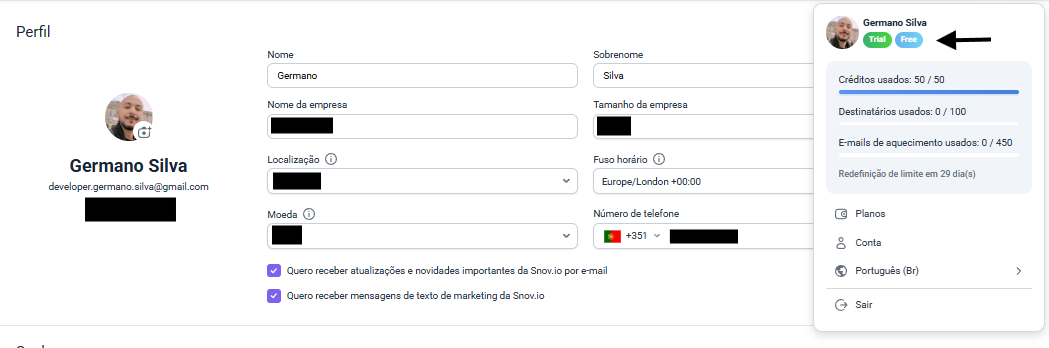 Perfil
Germano Silva
developer.germano.silva@gmail.com
Nome
Germano
Sobrenome
Silva
Nome da empresa
Tamanho da empresa
Localização
Fuso horário
Europe/London +00:00
Moeda
Número de telefone
+351
Quero receber atualizações e novidades importantes da Snov.io por e-mail
Quero receber mensagens de texto de marketing da Snov.io
Germano Silva
Trial Free
Créditos usados: 50 / 50
Destinatários usados: 0 / 100
E-mails de aquecimento usados: 0 / 450
Redefinição de limite em 29 dia(s)
Planos
Conta
Português (Br)
Sair